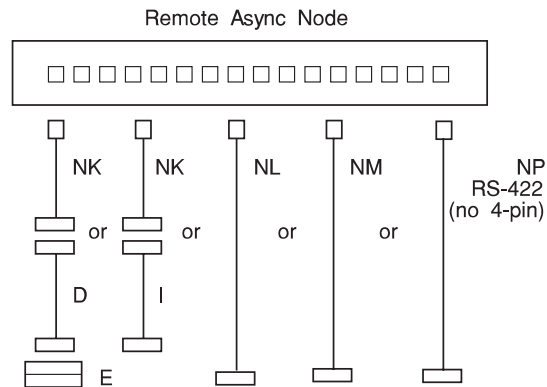 Remote Async Node
NK
NK
NL
NM
NP
RS-422
(no 4-pin)
or
or
or
or
D
I
E